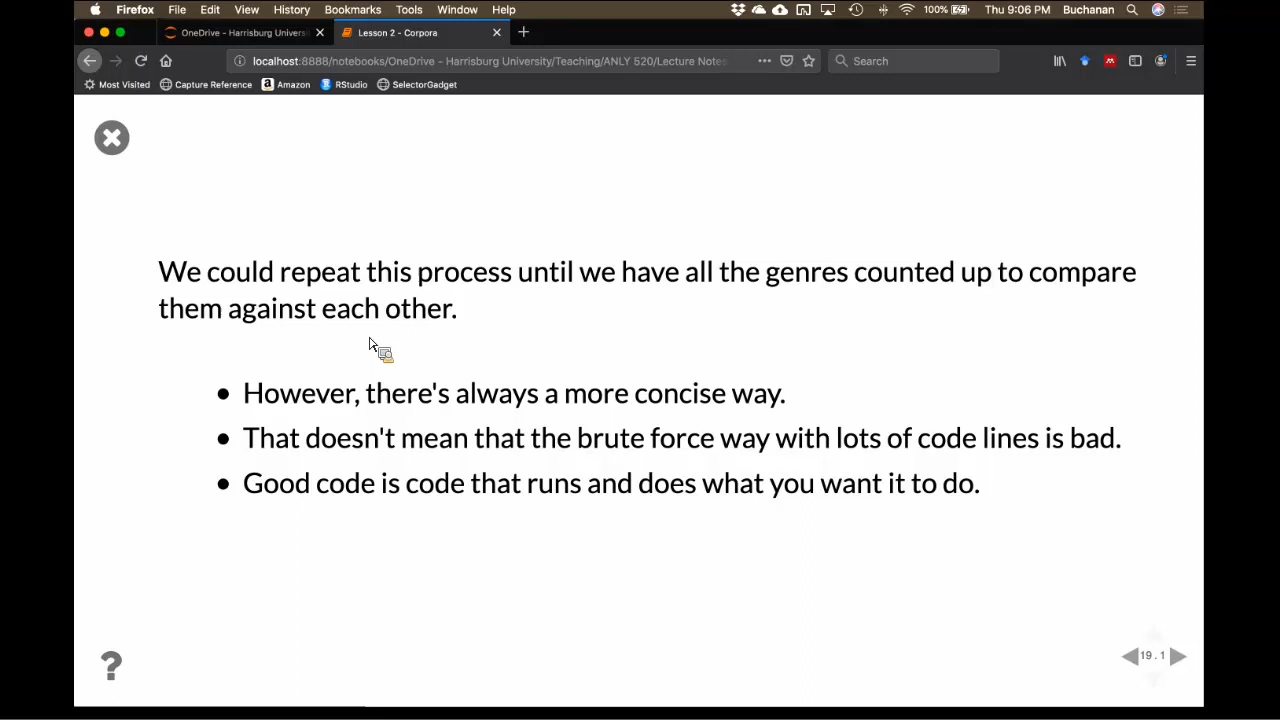 Firefox File Edit View History Bookmarks Tools Window Help 100% Thu 9:06 PM Buchanan
OneDrive - Harrisburg Universi Lesson 2 - Corpora
localhost:8888/notebooks/OneDrive - Harrisburg University/Teaching/ANLY 520/Lecture Notes Search
Most Visited Capture Reference Amazon RStudio SelectorGadget
We could repeat this process until we have all the genres counted up to compare
them against each other.
• However, there's always a more concise way.
• That doesn't mean that the brute force way with lots of code lines is bad.
• Good code is code that runs and does what you want it to do.
?
19.1